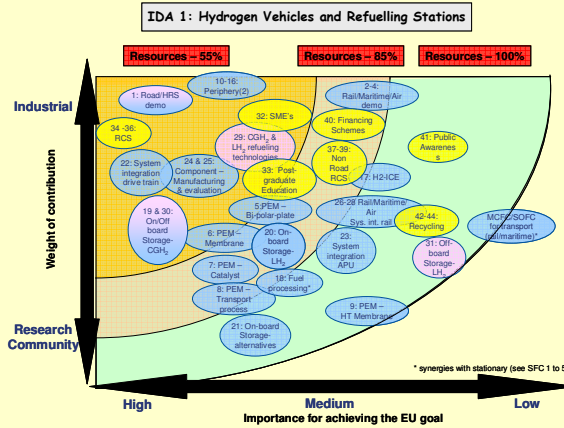 IDA 1: Hydrogen Vehicles and Refuelling Stations
Resources – 55%
Resources – 85%
Resources – 100%
Industrial
Weight of contribution
Research
Community
1: Road/HRS
demo
10-16:
Periphery(2)
2-4:
Rail/Maritime/Air
demo
34 -36:
RCS
32: SME's
40: Financing
Schemes
41: Public
Awarenes
s
29: CGH2 &
LH2 refueling
technologies
37-39:
Non
Road
RCS
22: System
integration
drive train
24 & 25:
Component –
Manufacturing
& evaluation
33: Post-
graduate
Education
17: H2-ICE
19 & 30:
On/Off
board
Storage-
CGH2
5:PEM –
Bi-polar-plate
26-28 Rail/Maritime/
Air
Sys. int. rail
42-44:
Recycling
MCFC/SOFC
for transport
(rail/maritime)*
6: PEM –
Membrane
20: On-
board
Storage-
LH2
23:
System
integration
APU
31: Off-
board
Storage-
LH2
7: PEM –
Catalyst
18: Fuel
processing*
8: PEM –
Transport
process
9: PEM –
HT Membrane
21: On-board
Storage-
alternatives
* synergies with stationary (see SFC 1 to 5
High
Medium
Low
Importance for achieving the EU goal